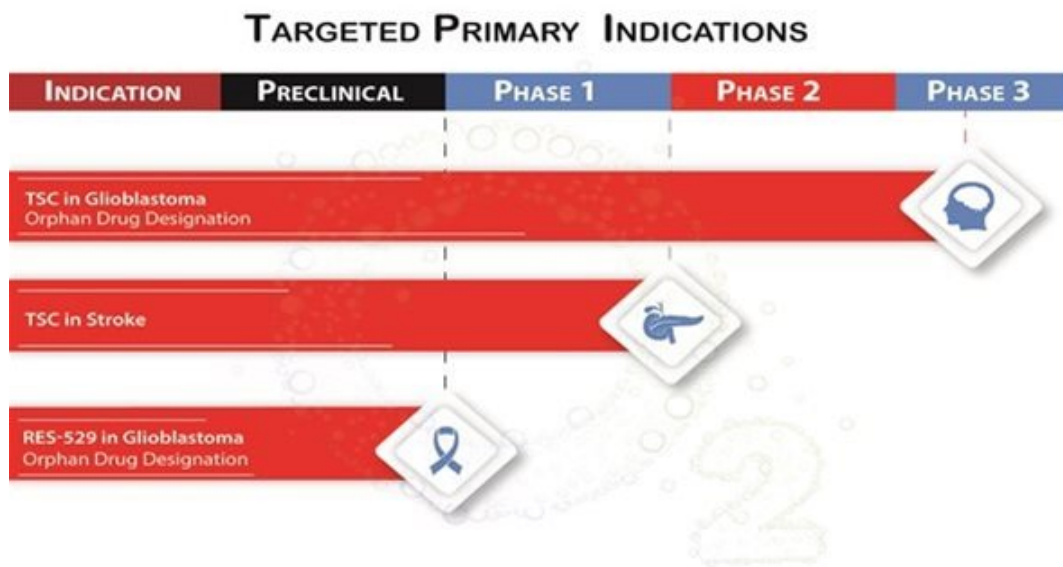 TARGETED PRIMARY INDICATIONS
INDICATION PRECLINICAL PHASE 1 PHASE 2 PHASE 3
TSC in Glioblastoma
Orphan Drug Designation
TSC in Stroke
RES-529 in Glioblastoma
Orphan Drug Designation
2